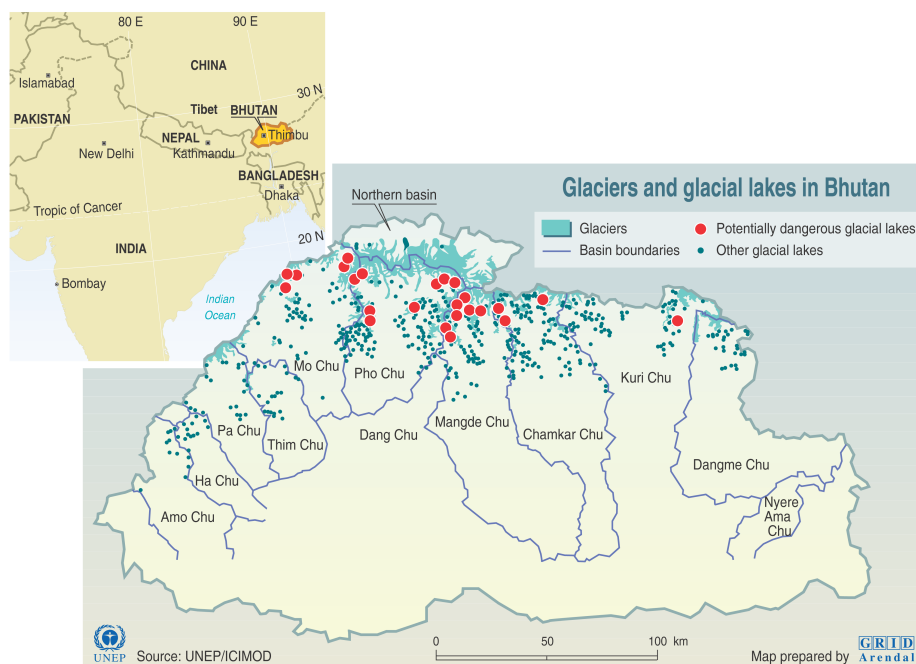 80 E
90 E
CHINA
Islamabad
30 N
Tibet
BHUTAN
PAKISTAN
Thimbu
NEPAL
New Delhi
Kathmandu
BANGLADESH
Dhaka
Tropic of Cancer
20 N
INDIA
Bombay
Indian
Ocean
Glaciers and glacial lakes in Bhutan
Northern basin
Glaciers
Potentially dangerous glacial lakes
Basin boundaries
Other glacial lakes
Mo Chu
Pho Chu
Kuri Chu
Pa Chu
Thim Chu
Dang Chu
Mangde Chu
Chamkar Chu
Dangme Chu
Ha Chu
Amo Chu
Nyere
Ama
Chu
0 50 100 km
UNEP
Source: UNEP/ICIMOD
Map prepared by
GRID
Arendal